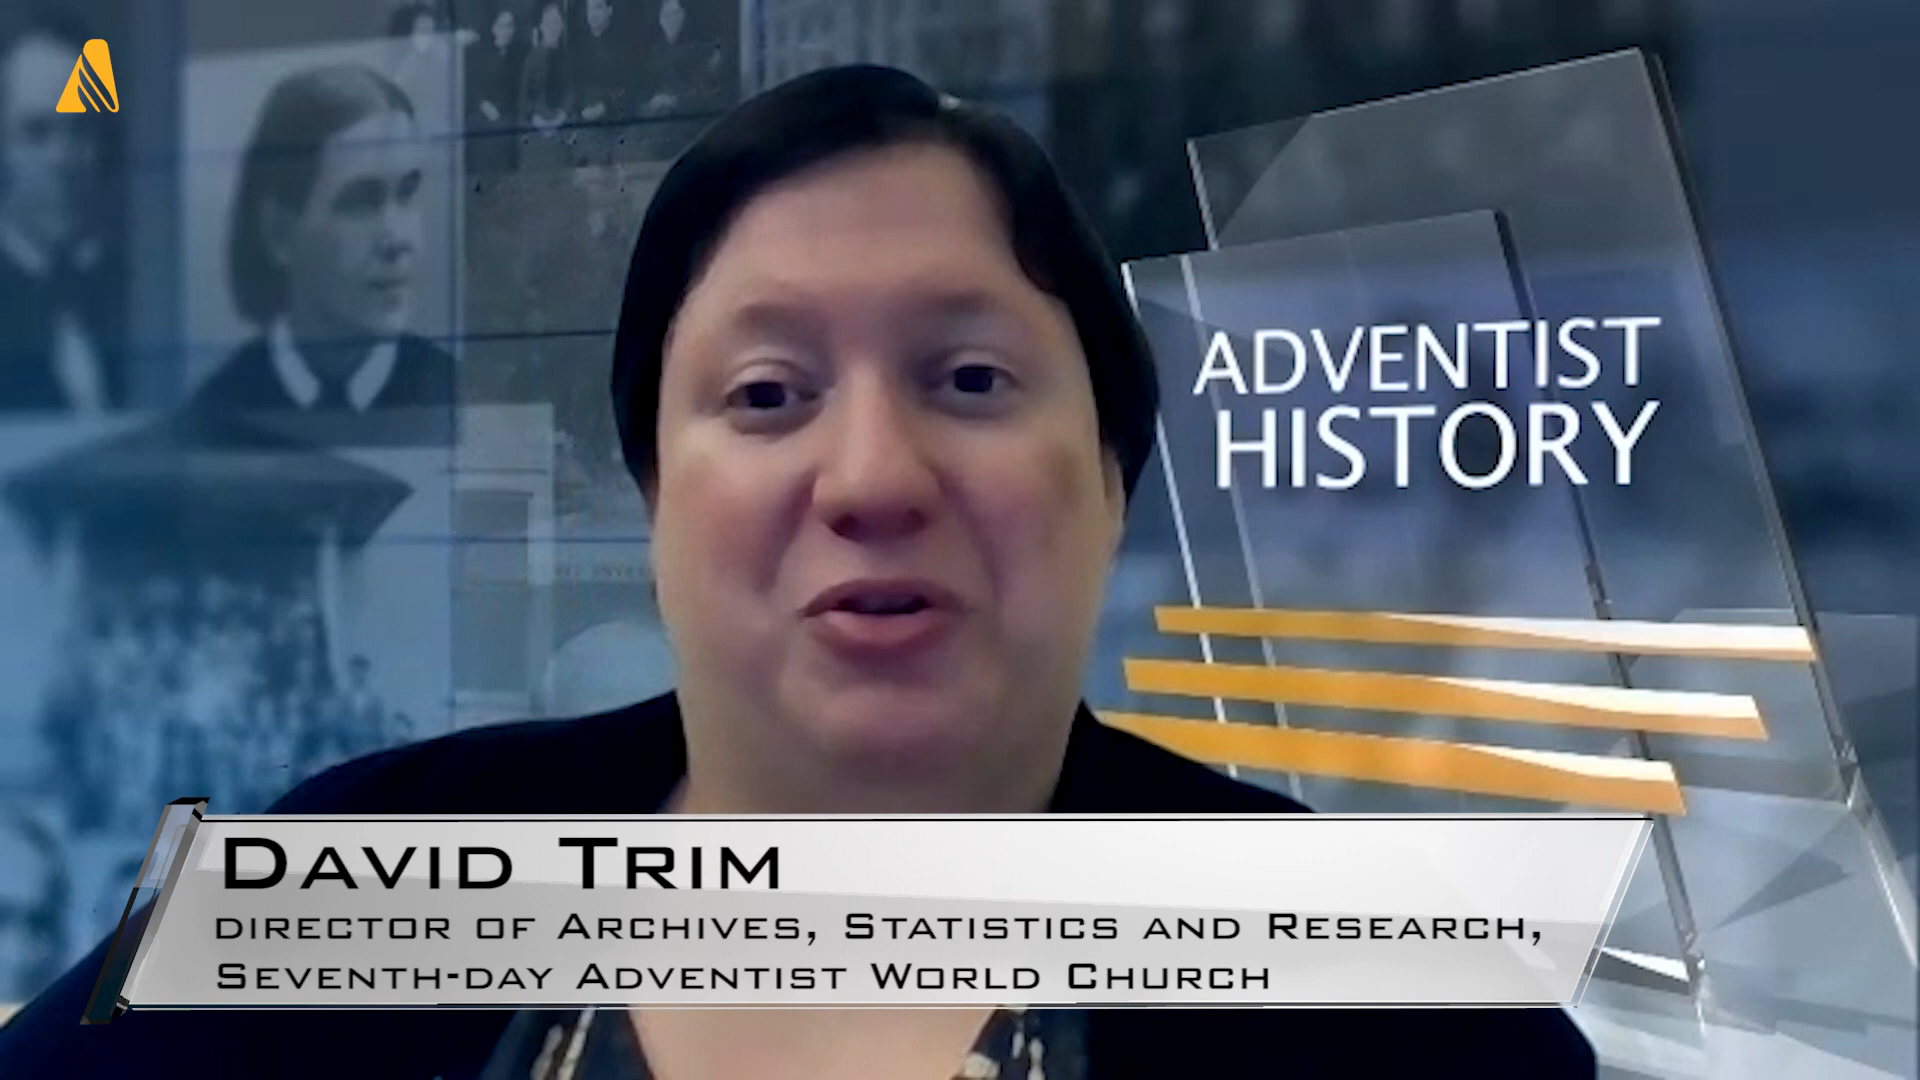 ADVENTIST
HISTORY
DAVID TRIM
DIRECTOR OF ARCHIVES, STATISTICS AND RESEARCH,
SEVENTH-DAY ADVENTIST WORLD CHURCH